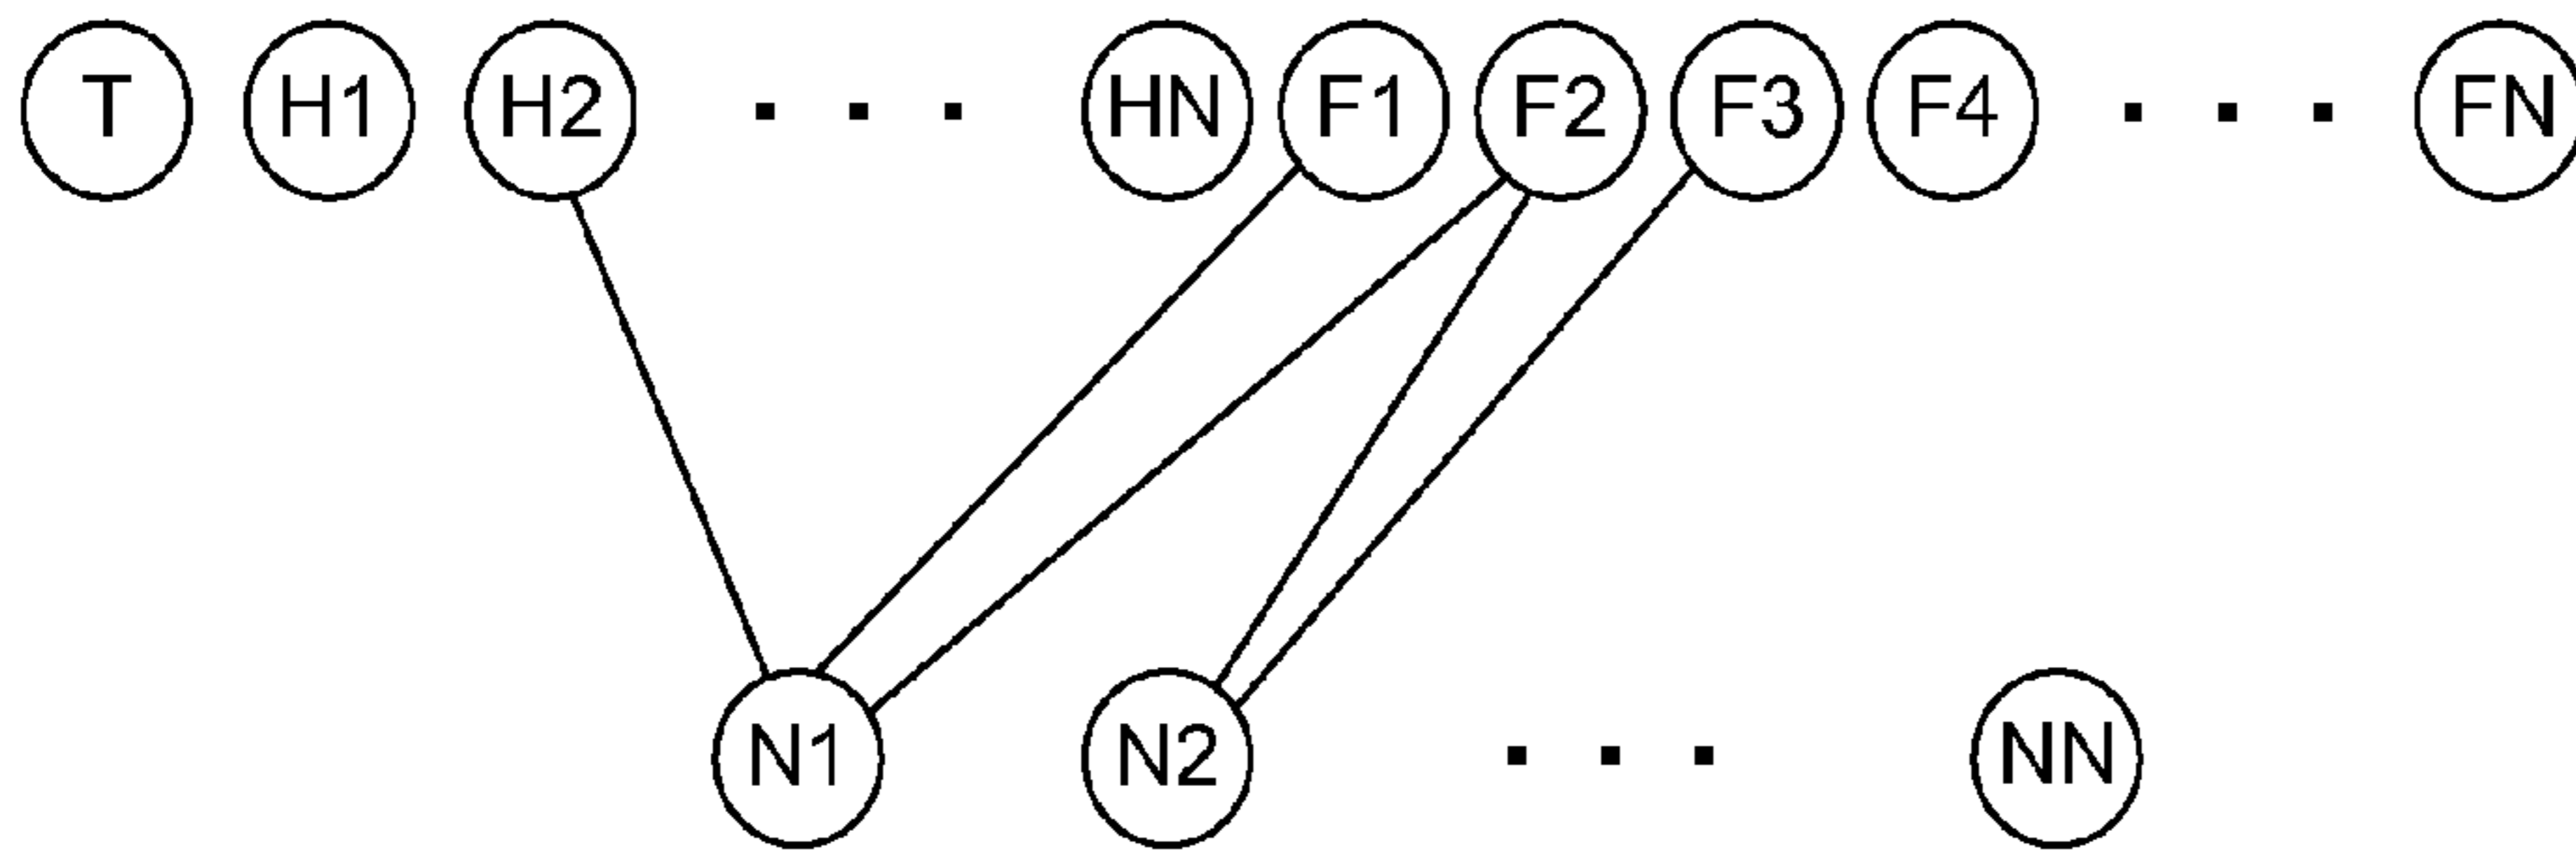 T H1 H2 . . . HN F1 F2 F3 F4 . . . FN
N1 N2 . . . NN